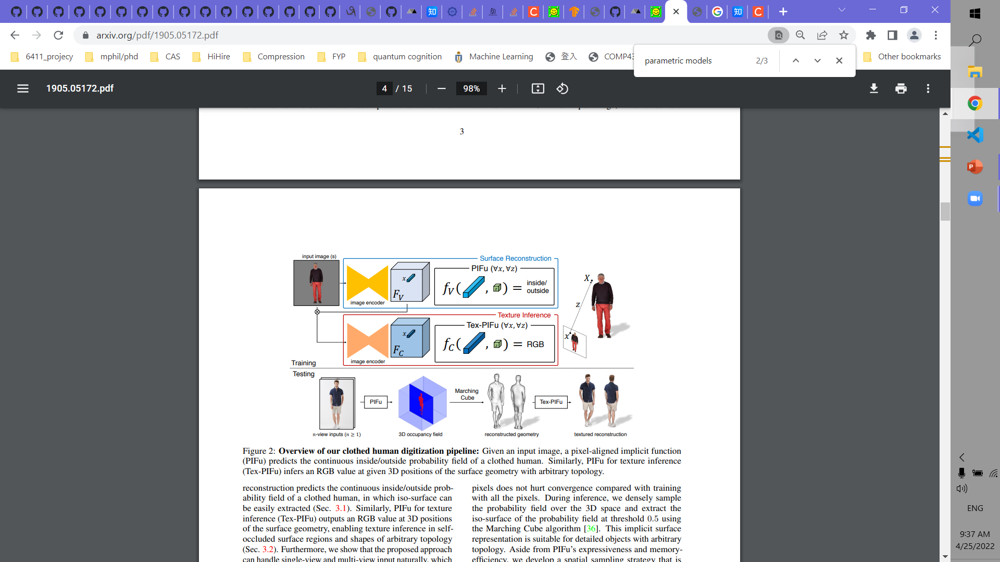 知
C
知
C
arxiv.org/pdf/1905.05172.pdf
6411_projecy
mphil/phd
CAS
HiHire
Compression
FYP
quantum cognition
Machine Learning
登入
COMP43
parametric models
2/3
Other bookmarks
1905.05172.pdf
4 / 15
98%
3
input image (s)
Surface Reconstruction
PIFu (∀x, ∀z)
x
F_V
f_V( , z ) = inside/
outside
image encoder
X
z
x
Texture Inference
Tex-PIFu (∀x, ∀z)
x
F_C
f_C( , z ) = RGB
image encoder
Training
Testing
PIFu
Marching
Cube
Tex-PIFu
n-view inputs (n ≥ 1)
3D occupancy field
reconstructed geometry
textured reconstruction
Figure 2: Overview of our clothed human digitization pipeline: Given an input image, a pixel-aligned implicit function
(PIFu) predicts the continuous inside/outside probability field of a clothed human. Similarly, PIFu for texture inference
(Tex-PIFu) infers an RGB value at given 3D positions of the surface geometry with arbitrary topology.
reconstruction predicts the continuous inside/outside prob-
ability field of a clothed human, in which iso-surface can
be easily extracted (Sec. 3.1). Similarly, PIFu for texture
inference (Tex-PIFu) outputs an RGB value at 3D positions
of the surface geometry, enabling texture inference in self-
occluded surface regions and shapes of arbitrary topology
(Sec. 3.2). Furthermore, we show that the proposed approach
can handle single-view and multi-view input naturally, which
pixels does not hurt convergence compared with training
with all the pixels. During inference, we densely sample
the probability field over the 3D space and extract the
iso-surface of the probability field at threshold 0.5 using
the Marching Cube algorithm [36]. This implicit surface
representation is suitable for detailed objects with arbitrary
topology. Aside from PIFu's expressiveness and memory-
efficiency, we develop a spatial sampling strategy that is
ENG
9:37 AM
4/25/2022